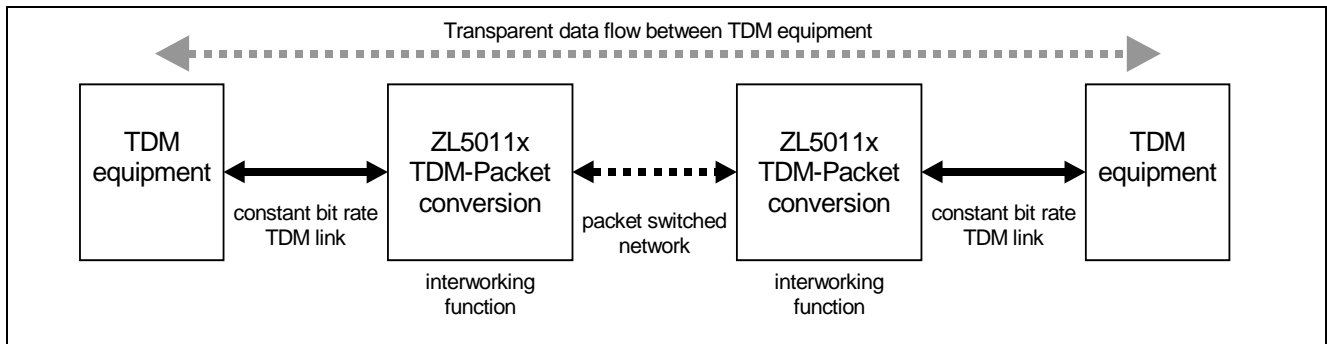 Transparent data flow between TDM equipment
TDM
equipment
constant bit rate
TDM link
ZL5011x
TDM-Packet
conversion
interworking
function
packet switched
network
ZL5011x
TDM-Packet
conversion
interworking
function
constant bit rate
TDM link
TDM
equipment